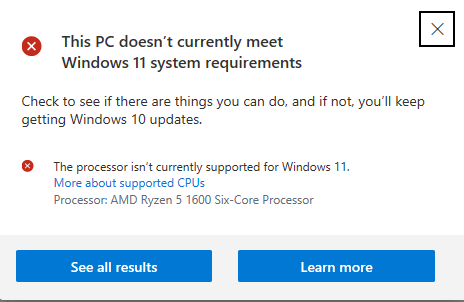 This PC doesn’t currently meet
Windows 11 system requirements
Check to see if there are things you can do, and if not, you’ll keep
getting Windows 10 updates.
The processor isn’t currently supported for Windows 11.
More about supported CPUs
Processor: AMD Ryzen 5 1600 Six-Core Processor
See all results
Learn more